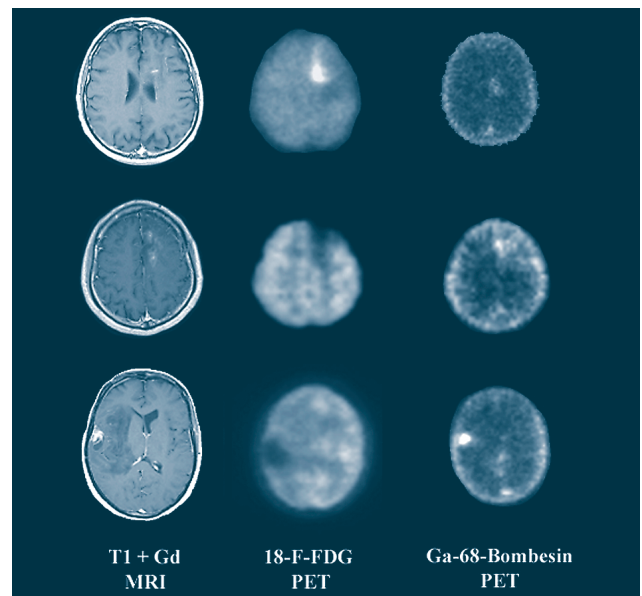 T1 + Gd
MRI
18-F-FDG
PET
Ga-68-Bombesin
PET